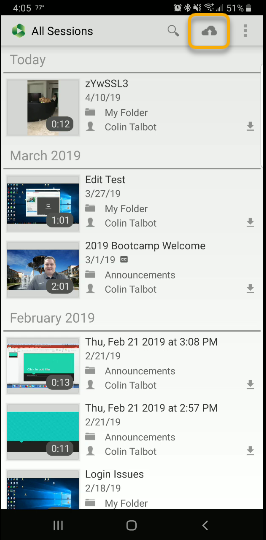 4:05 77° 51%
All Sessions
Today
zYwSSL3
4/10/19
0:12
My Folder
Colin Talbot
March 2019
Edit Test
3/27/19
1:01
My Folder
Colin Talbot
2019 Bootcamp Welcome
3/1/19 CC
2:01
Announcements
Colin Talbot
February 2019
Thu, Feb 21 2019 at 3:08 PM
2/21/19
0:13
Announcements
Colin Talbot
Thu, Feb 21 2019 at 2:57 PM
2/21/19
0:11
Announcements
Colin Talbot
Login Issues
2/18/19
My Folder